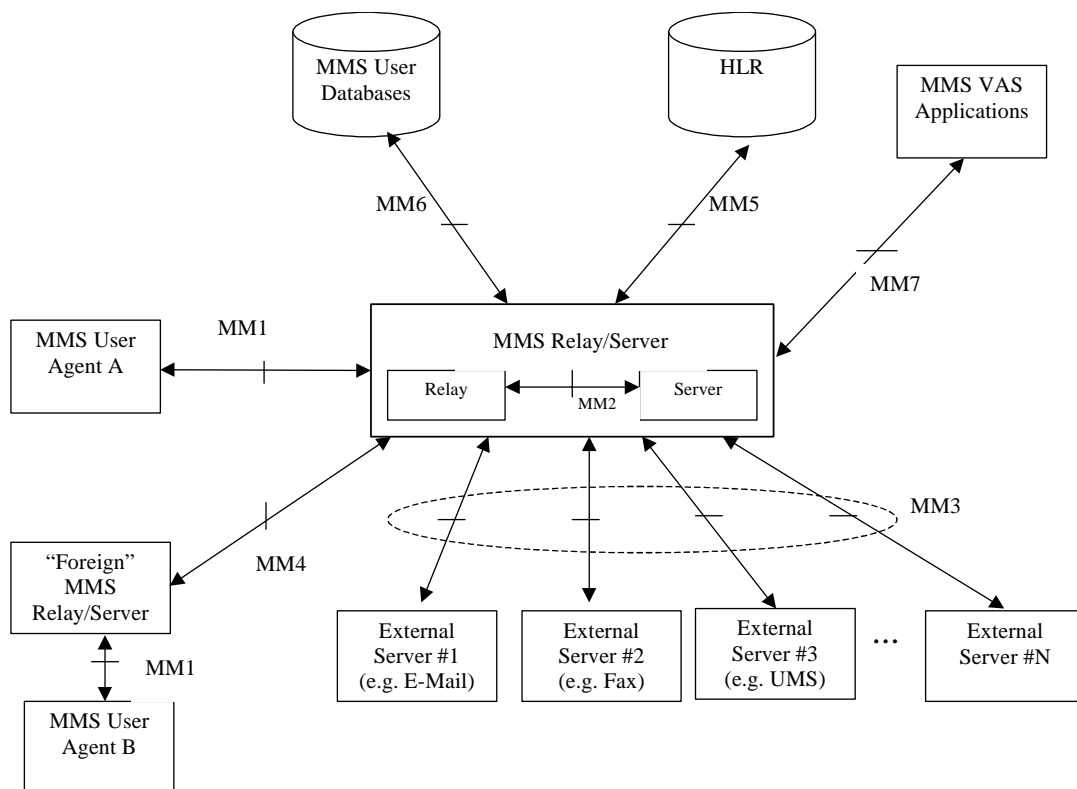 MMS User
Databases
HLR
MMS VAS
Applications
MM6
MM5
MM7
MM1
MMS User
Agent A
MMS Relay/Server
Relay
MM2
Server
MM3
MM4
“Foreign”
MMS
Relay/Server
MM1
MMS User
Agent B
External
Server #1
(e.g. E-Mail)
External
Server #2
(e.g. Fax)
External
Server #3
(e.g. UMS)
...
External
Server #N